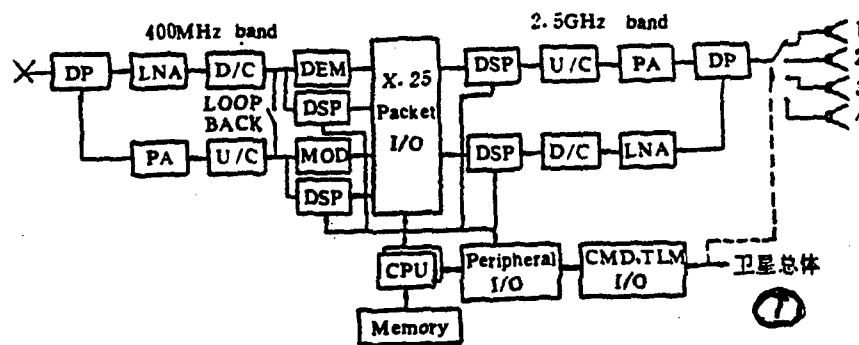 400MHz band
2.5GHz band
DP
LNA
D/C
DEM
X.25
Packet
I/O
DSP
U/C
PA
DP
1
2
3
4
DSP
LOOP
BACK
PA
U/C
MOD
DSP
D/C
LNA
DSP
CPU
Peripheral
I/O
CMD.TLM
I/O
卫星总体
1
Memory